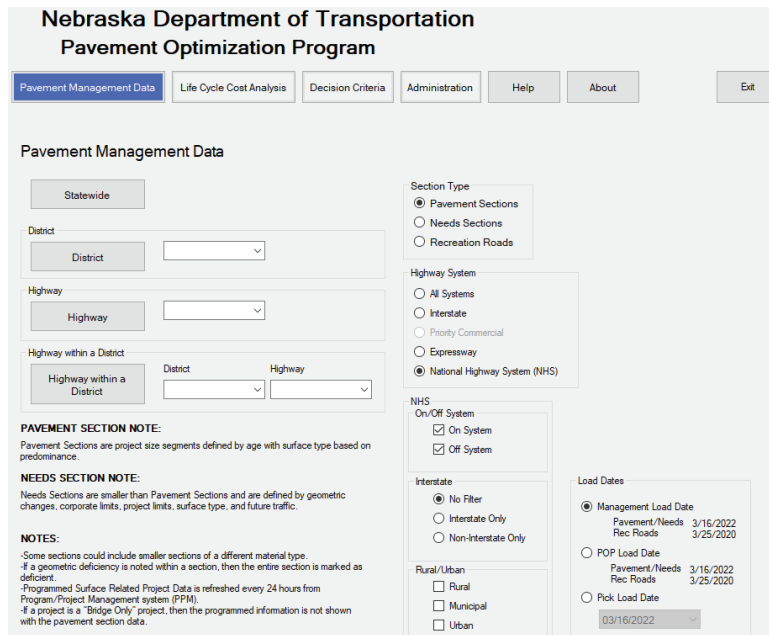 Nebraska Department of Transportation
Pavement Optimization Program
Pavement Management Data
Life Cycle Cost Analysis
Decision Criteria
Administration
Help
About
Exit
Pavement Management Data
Statewide
District
District
Highway
Highway
Highway within a District
Highway within a
District
District
Highway
PAVEMENT SECTION NOTE:
Pavement Sections are project size segments defined by age with surface type based on
predominance.
NEEDS SECTION NOTE:
Needs Sections are smaller than Pavement Sections and are defined by geometric
changes, corporate limits, project limits, surface type, and future traffic.
NOTES:
-Some sections could include smaller sections of a different material type.
-If a geometric deficiency is noted within a section, then the entire section is marked as
deficient.
-Programmed Surface Related Project Data is refreshed every 24 hours from
Program/Project Management system (PPM).
-If a project is a "Bridge Only" project, then the programmed information is not shown
with the pavement section data.
Section Type
Pavement Sections
Needs Sections
Recreation Roads
Highway System
All Systems
Interstate
Priority Commercial
Expressway
National Highway System (NHS)
NHS
On/Off System
On System
Off System
Interstate
No Filter
Interstate Only
Non-Interstate Only
Rural/Urban
Rural
Municipal
Urban
Load Dates
Management Load Date
Pavement/Needs 3/16/2022
Rec Roads 3/25/2020
POP Load Date
Pavement/Needs 3/16/2022
Rec Roads 3/25/2020
Pick Load Date
03/16/2022